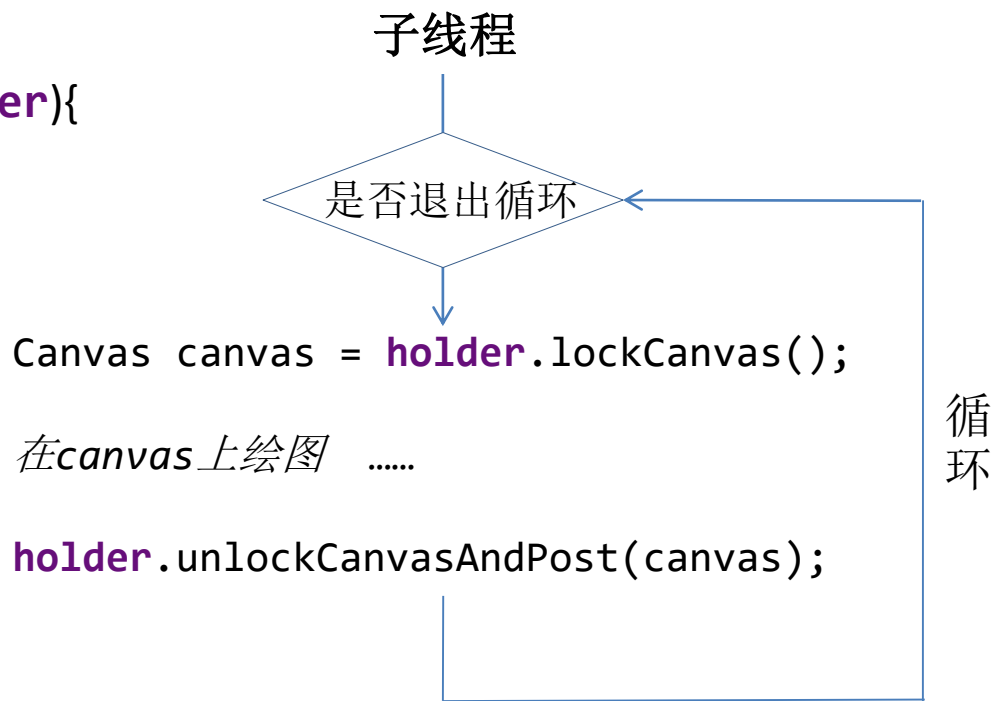 子线程
er){
是否退出循环
Canvas canvas = holder.lockCanvas();
循
环
在canvas上绘图 ……
holder.unlockCanvasAndPost(canvas);